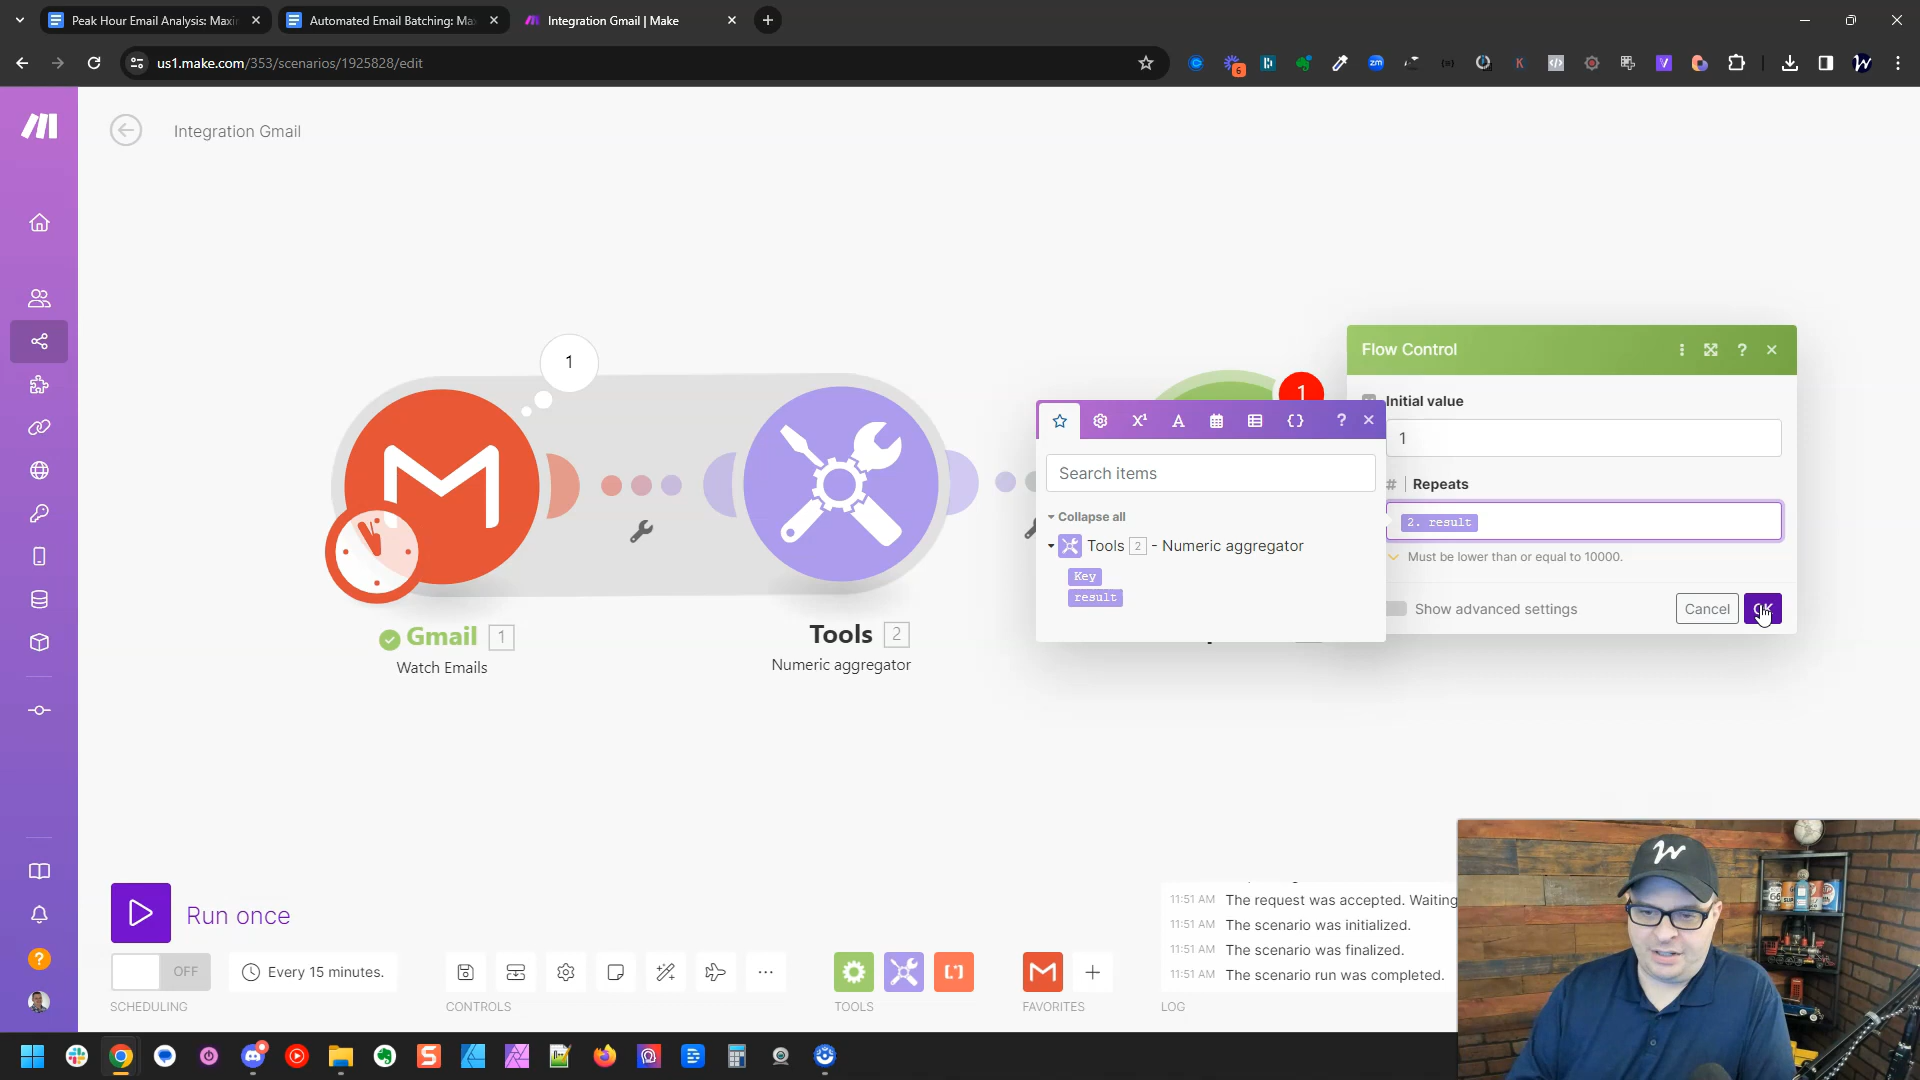 Peak Hour Email Analysis: Maxi
Automated Email Batching: Ma
Integration Gmail | Make
us1.make.com/353/scenarios/1925828/edit
6
zm
K
V
Integration Gmail
1
1
Flow Control
Initial value
1
Search items
# Repeats
2. result
Must be lower than or equal to 10000.
Collapse all
Tools 2 - Numeric aggregator
Key
result
Show advanced settings
Cancel
Gmail 1
Watch Emails
Tools 2
Numeric aggregator
Run once
OFF
Every 15 minutes.
SCHEDULING
CONTROLS
TOOLS
FAVORITES
LOG
11:51 AM The request was accepted. Waiting
11:51 AM The scenario was initialized.
11:51 AM The scenario was finalized.
11:51 AM The scenario run was completed.